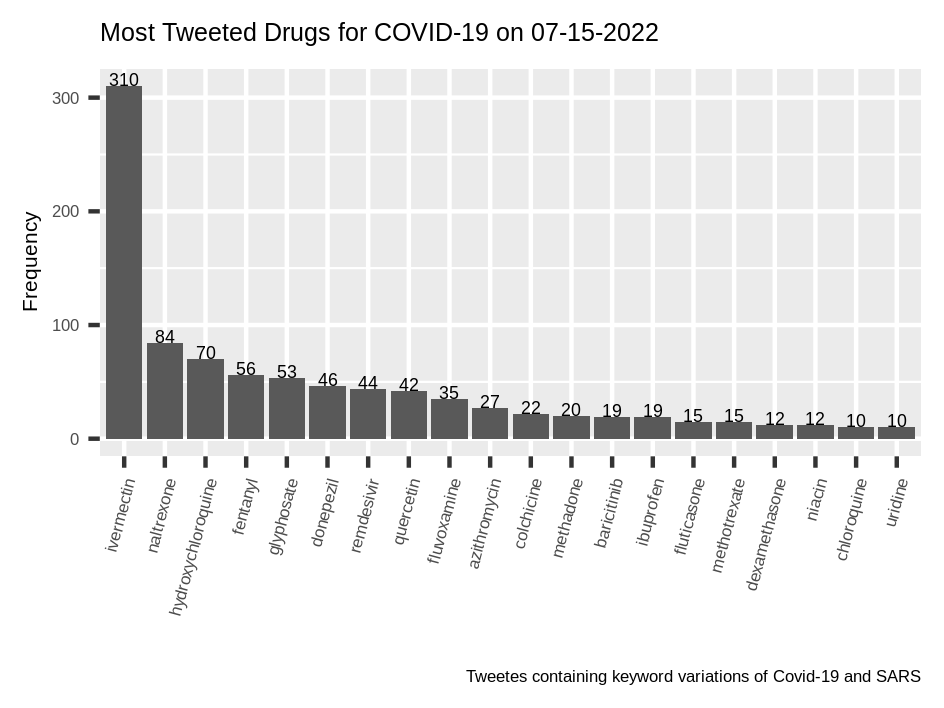 Most Tweeted Drugs for COVID-19 on 07-15-2022
Frequency
300
200
100
0
310
84
70
56
53
46
44
42
35
27
22
20
19
19
15
15
12
12
10
10
ivermectin
naltrexone
hydroxychloroquine
fentanyl
glyphosate
donepezil
remdesivir
quercetin
fluvoxamine
azithromycin
colchicine
methadone
baricitinib
ibuprofen
fluticasone
methotrexate
dexamethasone
niacin
chloroquine
uridine
Tweetes containing keyword variations of Covid-19 and SARS